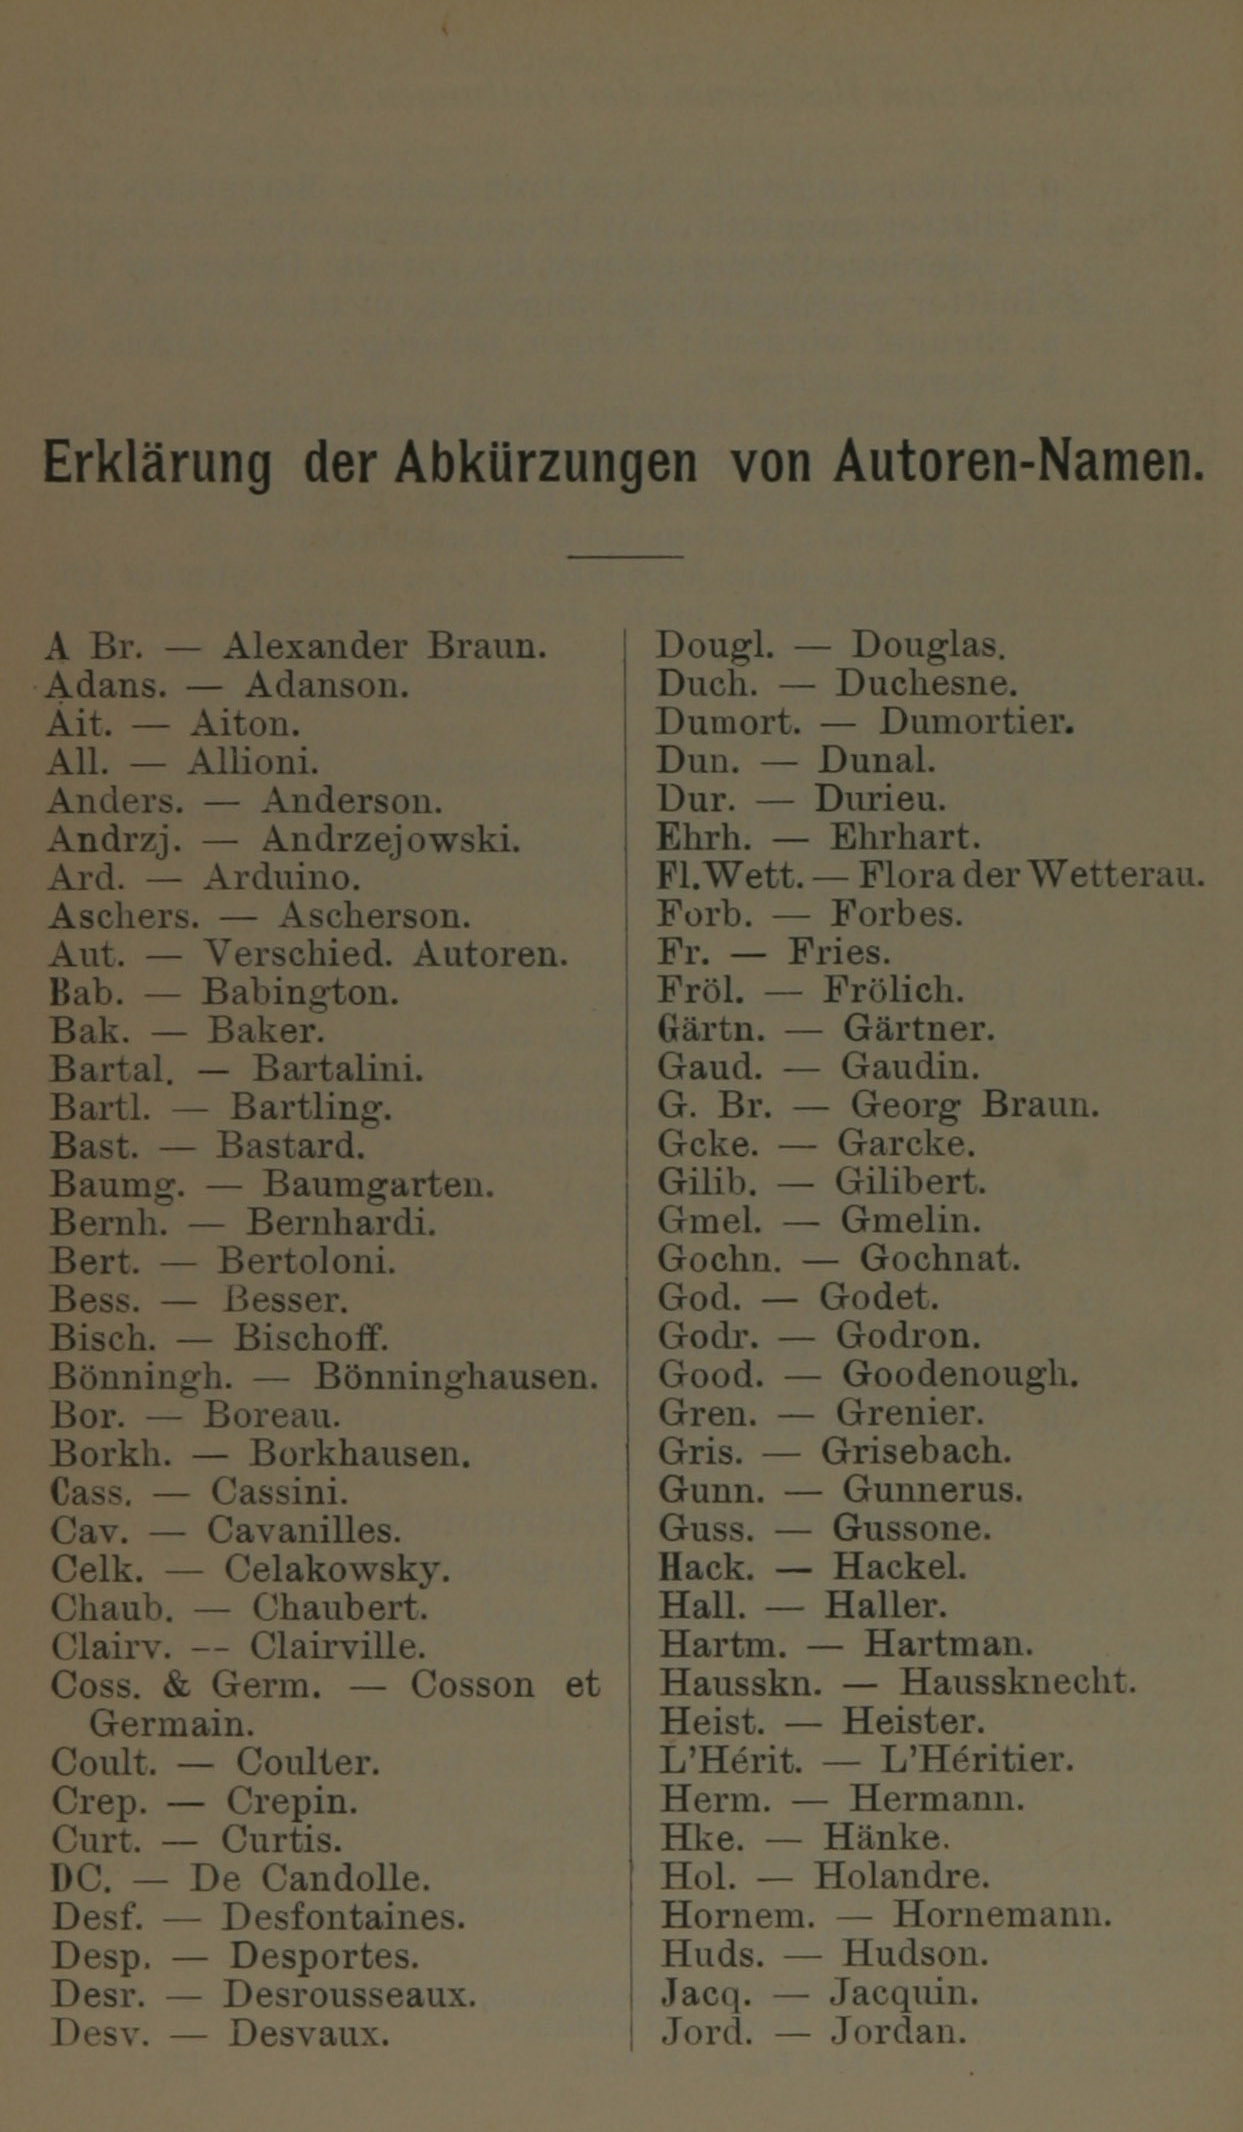 Erklärung der Abkürzungen von Autoren-Namen.
A Br. — Alexander Braun.
Adans. — Adanson.
Ait. — Aiton.
All. — Allioni.
Anders. — Anderson.
Andrzj. — Andrzejowski.
Ard. — Arduino.
Aschers. — Ascherson.
Aut. — Verschied. Autoren.
Bab. — Babington.
Bak. — Baker.
Bartal. — Bartalini.
Bartl. — Bartling.
Bast. — Bastard.
Baumg. — Baumgarten.
Bernh. — Bernhardi.
Bert. — Bertoloni.
Bess. — Besser.
Bisch. — Bischoff.
Bönningh. — Bönninghausen.
Bor. — Boreau.
Borkh. — Borkhausen.
Cass. — Cassini.
Cav. — Cavanilles.
Celk. — Celakowsky.
Chaub. — Chaubert.
Clairv. -- Clairville.
Coss. & Germ. — Cosson et
Germain.
Coult. — Coulter.
Crep. — Crepin.
Curt. — Curtis.
DC. — De Candolle.
Desf. — Desfontaines.
Desp. — Desportes.
Desr. — Desrousseaux.
Desv. — Desvaux.
Dougl. — Douglas.
Duch. — Duchesne.
Dumort. — Dumortier.
Dun. — Dunal.
Dur. — Durieu.
Ehrh. — Ehrhart.
Fl. Wett. — Flora der Wetterau.
Forb. — Forbes.
Fr. — Fries.
Fröl. — Frölich.
Gärtn. — Gärtner.
Gaud. — Gaudin.
G. Br. — Georg Braun.
Gcke. — Garcke.
Gilib. — Gilibert.
Gmel. — Gmelin.
Gochn. — Gochnat.
God. — Godet.
Godr. — Godron.
Good. — Goodenough.
Gren. — Grenier.
Gris. — Grisebach.
Gunn. — Gunnerus.
Guss. — Gussone.
Hack. — Hackel.
Hall. — Haller.
Hartm. — Hartman.
Hausskn. — Haussknecht.
Heist. — Heister.
L'Hérit. — L'Héritier.
Herm. — Hermann.
Hke. — Hänke.
Hol. — Holandre.
Hornem. — Hornemann.
Huds. — Hudson.
Jacq. — Jacquin.
Jord. — Jordan.